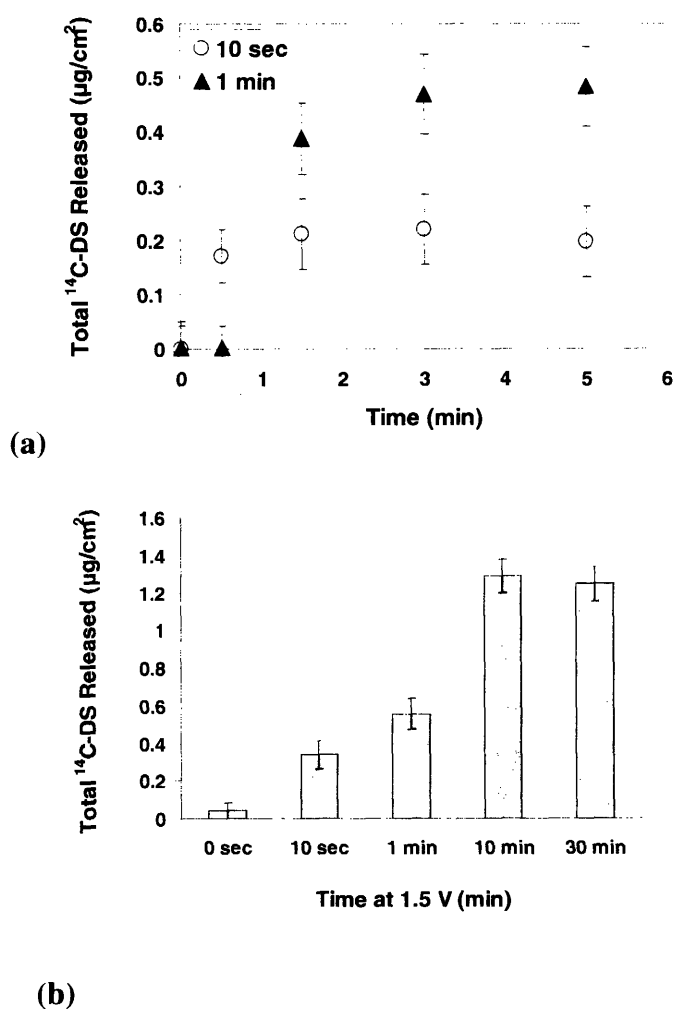 Total ¹⁴C-DS Released (µg/cm²)
0.6
0.5
0.4
0.3
0.2
0.1
0
10 sec
1 min
0 1 2 3 4 5 6
Time (min)
(a)
Total ¹⁴C-DS Released (µg/cm²)
1.6
1.4
1.2
1
0.8
0.6
0.4
0.2
0
0 sec 10 sec 1 min 10 min 30 min
Time at 1.5 V (min)
(b)